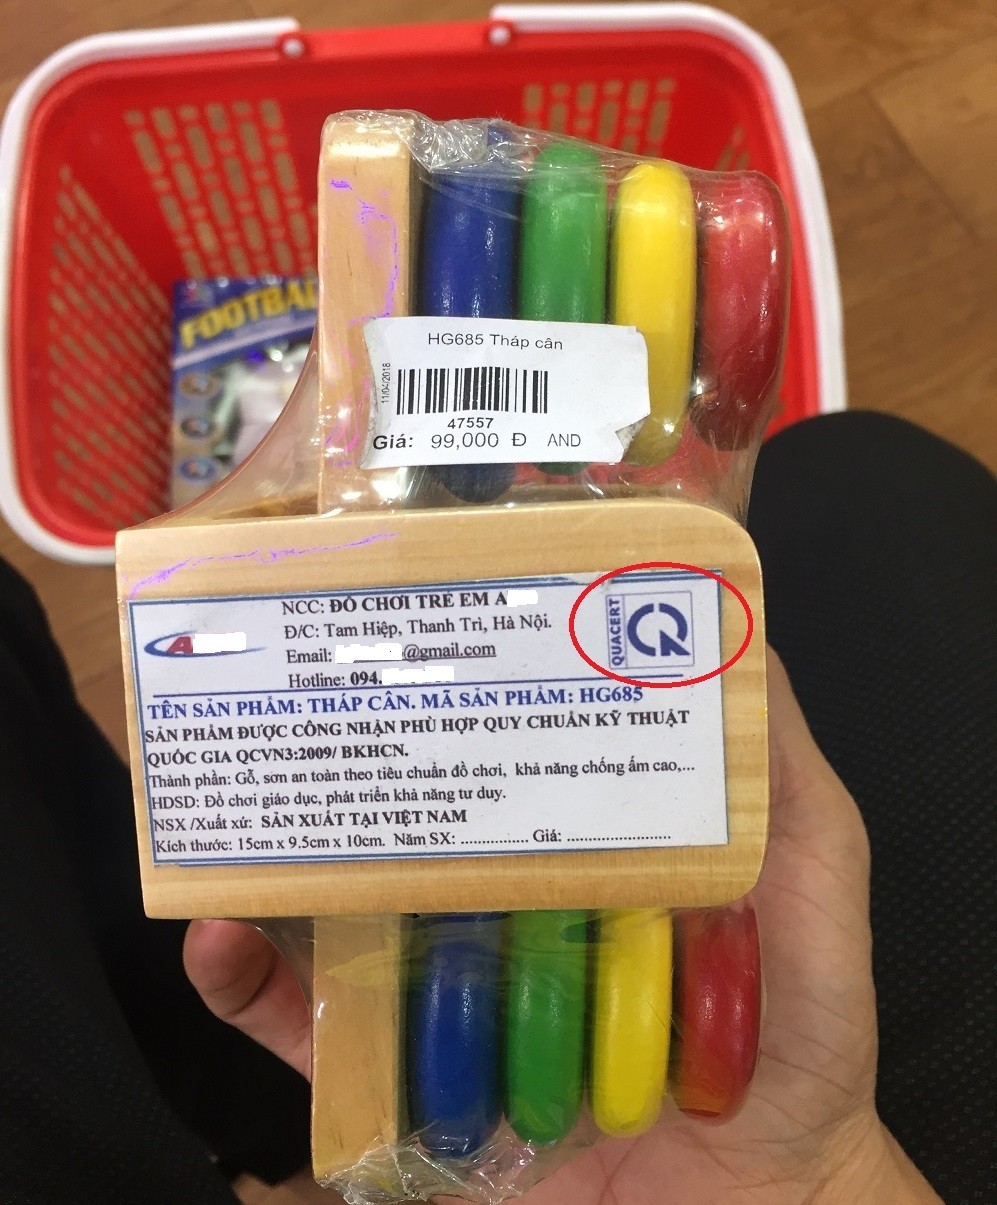 FOOTBAL
HG685 Tháp cân
11/04/2018
47557
Giá: 99,000 Đ AND
NCC: ĐỒ CHƠI TRẺ EM A
Đ/C: Tam Hiệp, Thanh Trì, Hà Nội.
Email: @gmail.com
Hotline: 094.
A
QUACERT
TÊN SẢN PHẨM: THÁP CÂN. MÃ SẢN PHẨM: HG685
SẢN PHẨM ĐƯỢC CÔNG NHẬN PHÙ HỢP QUY CHUẨN KỸ THUẬT
QUỐC GIA QCVN3:2009/ BKHCN.
Thành phần: Gỗ, sơn an toàn theo tiêu chuẩn đồ chơi, khả năng chống ẩm cao,...
HDSD: Đồ chơi giáo dục, phát triển khả năng tư duy.
NSX /Xuất xứ: SẢN XUẤT TẠI VIỆT NAM
Kích thước: 15cm x 9.5cm x 10cm. Năm SX: ................ Giá: ........................